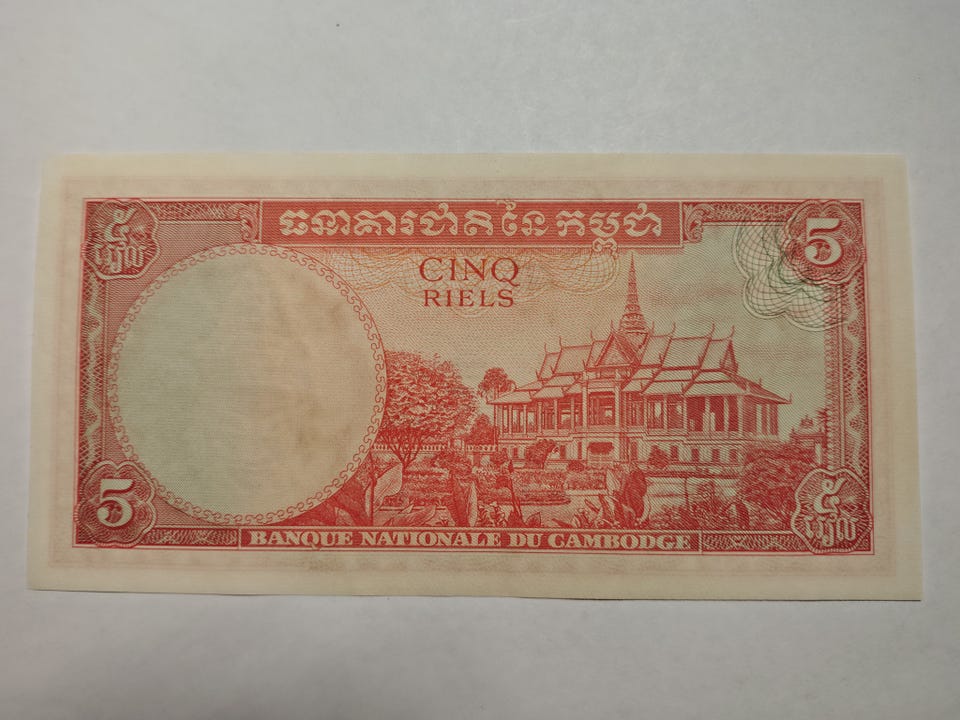 ធនាគារជាតិនៃកម្ពុជា
៥
រៀល
5
CINQ
RIELS
5
៥
រៀល
BANQUE NATIONALE DU CAMBODGE